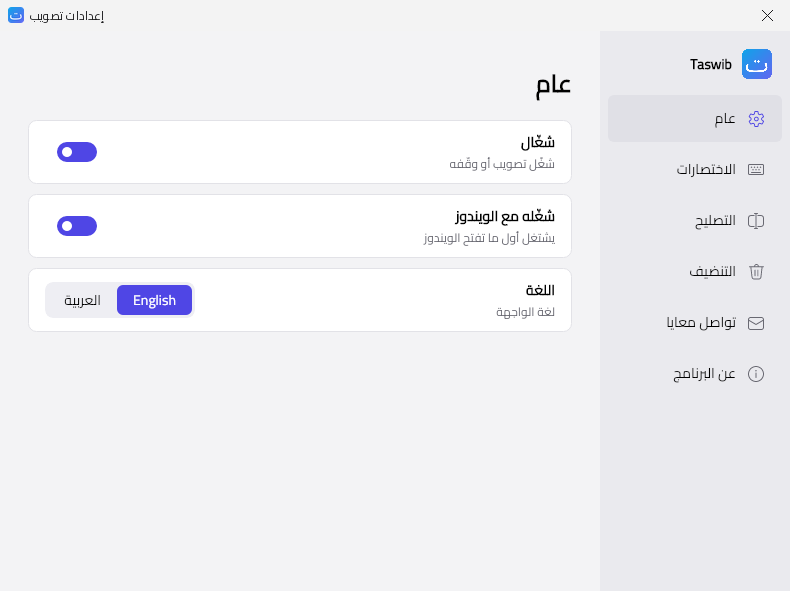 إعدادات تصويب
Taswib
عام
الاختصارات
التصليح
التنضيف
تواصل معايا
عن البرنامج
عام
شغّال
شغّل تصويب أو وقّفه
شغّله مع الويندوز
يشتغل أول ما تفتح الويندوز
اللغة
لغة الواجهة
English
العربية